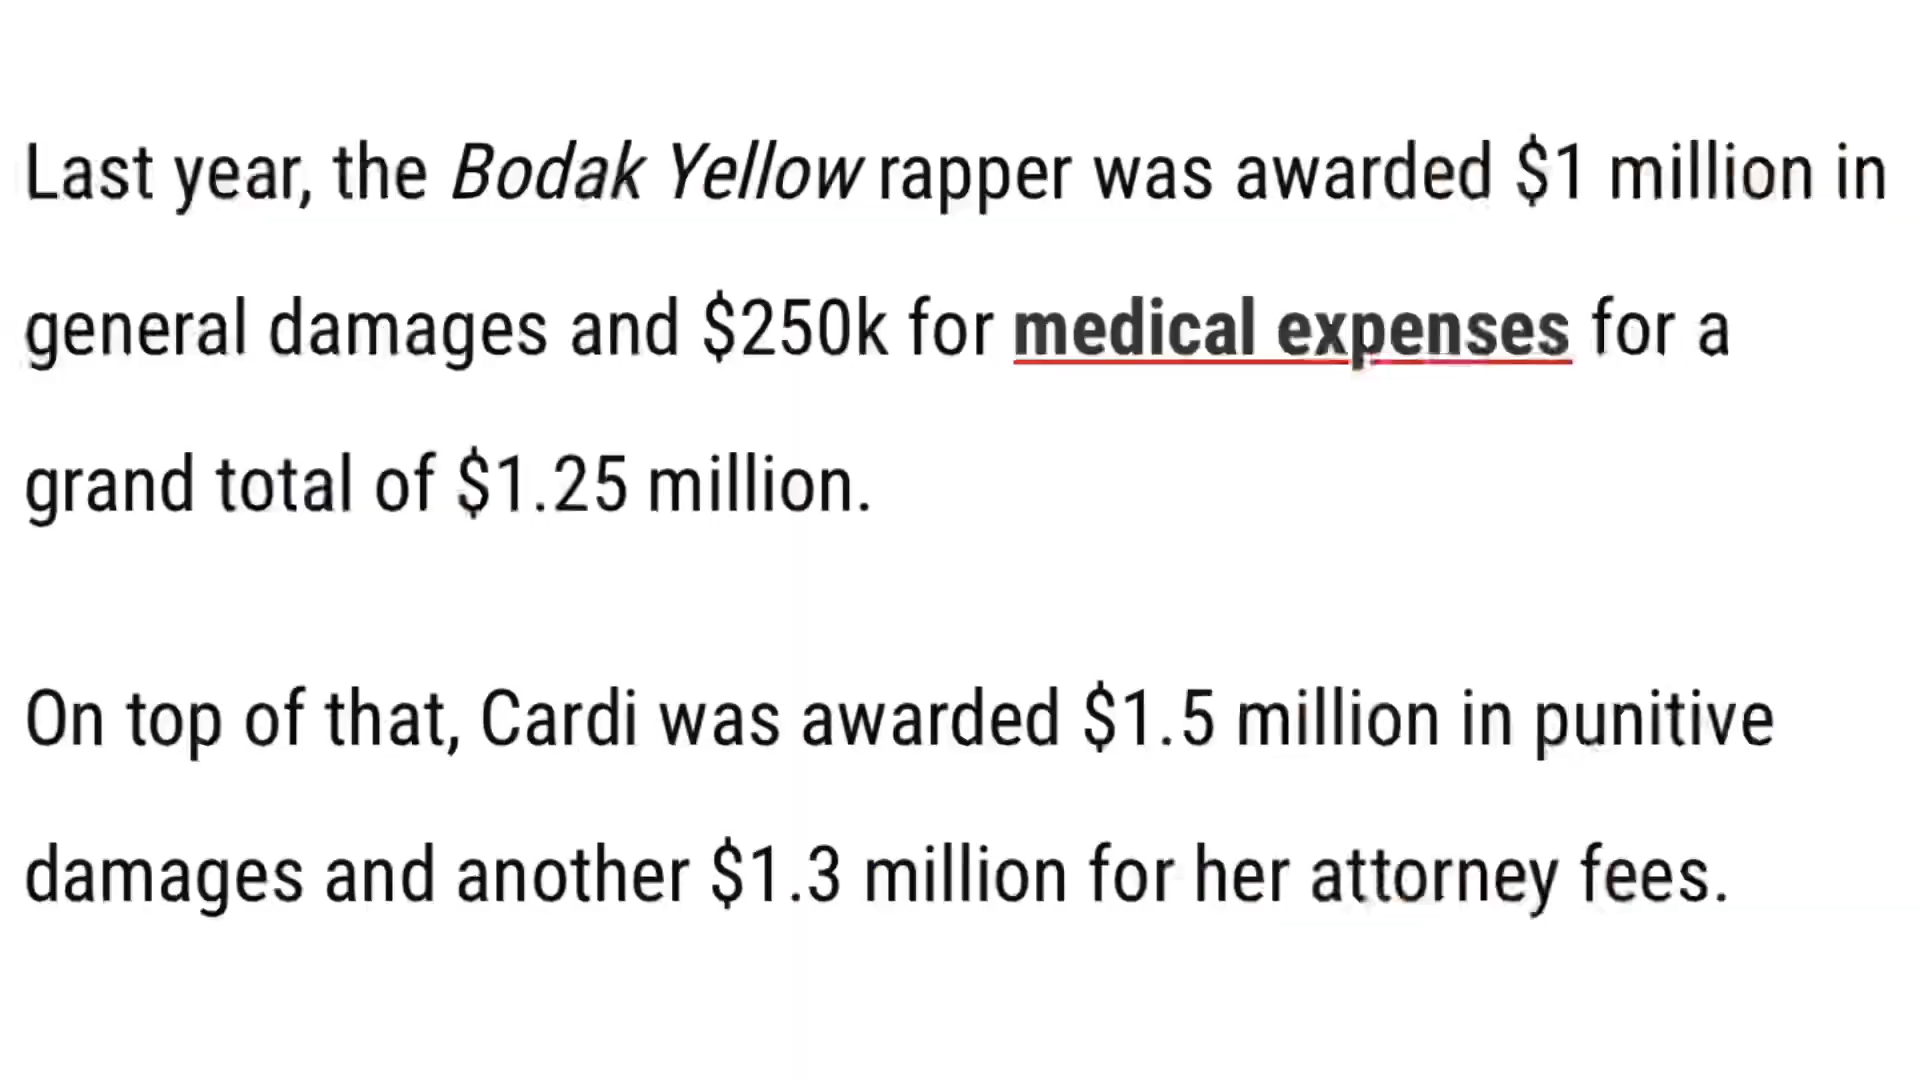 Last year, the Bodak Yellow rapper was awarded $1 million in
general damages and $250k for medical expenses for a
grand total of $1.25 million.
On top of that, Cardi was awarded $1.5 million in punitive
damages and another $1.3 million for her attorney fees.